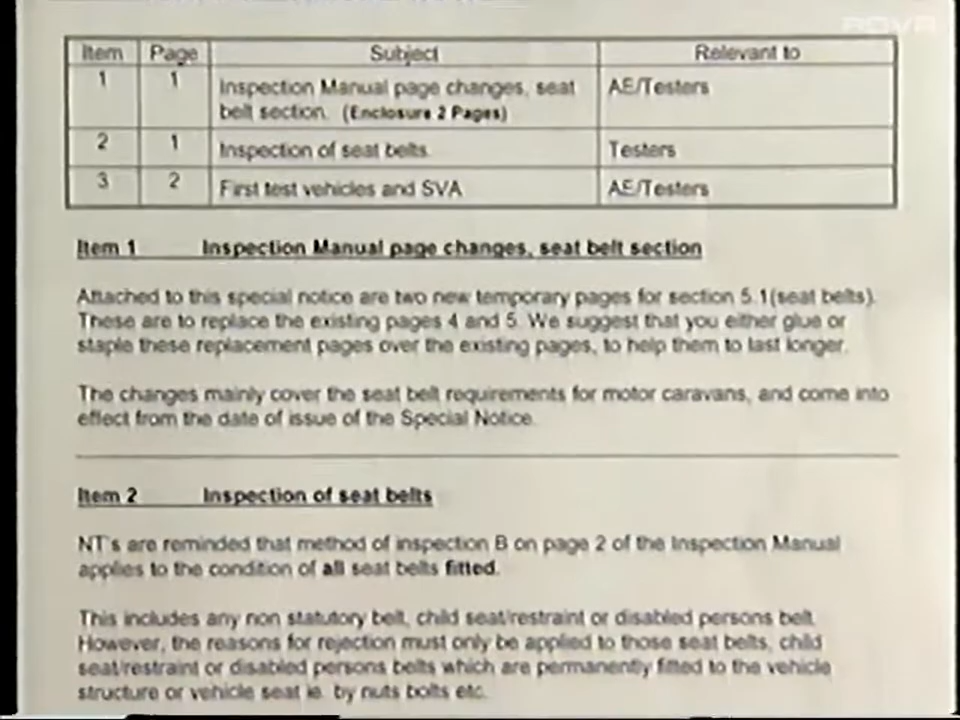 ROVR
Item Page Subject Relevant to
1 1 Inspection Manual page changes, seat AE/Testers
belt section. (Enclosure 2 Pages)
2 1 Inspection of seat belts. Testers
3 2 First test vehicles and SVA AE/Testers
Item 1 Inspection Manual page changes, seat belt section
Attached to this special notice are two new temporary pages for section 5.1(seat belts).
These are to replace the existing pages 4 and 5. We suggest that you either glue or
staple these replacement pages over the existing pages, to help them to last longer.
The changes mainly cover the seat belt requirements for motor caravans, and come into
effect from the date of issue of the Special Notice.
Item 2 Inspection of seat belts
NT's are reminded that method of inspection B on page 2 of the Inspection Manual
applies to the condition of all seat belts fitted.
This includes any non statutory belt, child seat/restraint or disabled persons belt.
However, the reasons for rejection must only be applied to those seat belts, child
seat/restraint or disabled persons belts which are permanently fitted to the vehicle
structure or vehicle seat ie. by nuts bolts etc.